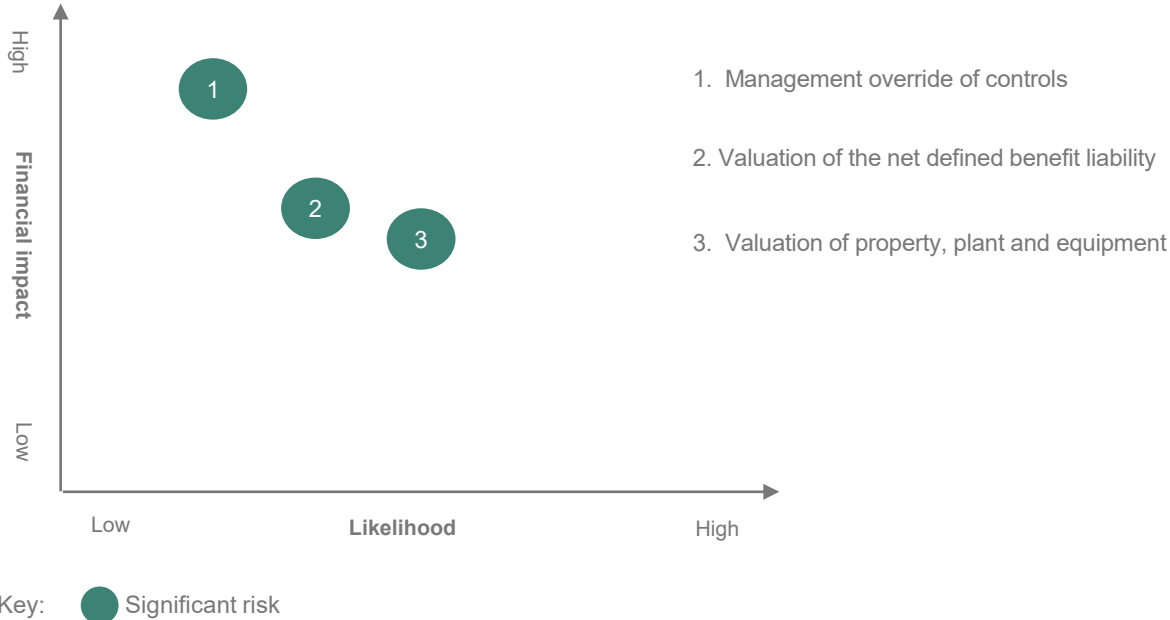 High
Financial impact
Low
1
2
3
1. Management override of controls
2. Valuation of the net defined benefit liability
3. Valuation of property, plant and equipment
Low
Likelihood
High
Key:
Significant risk